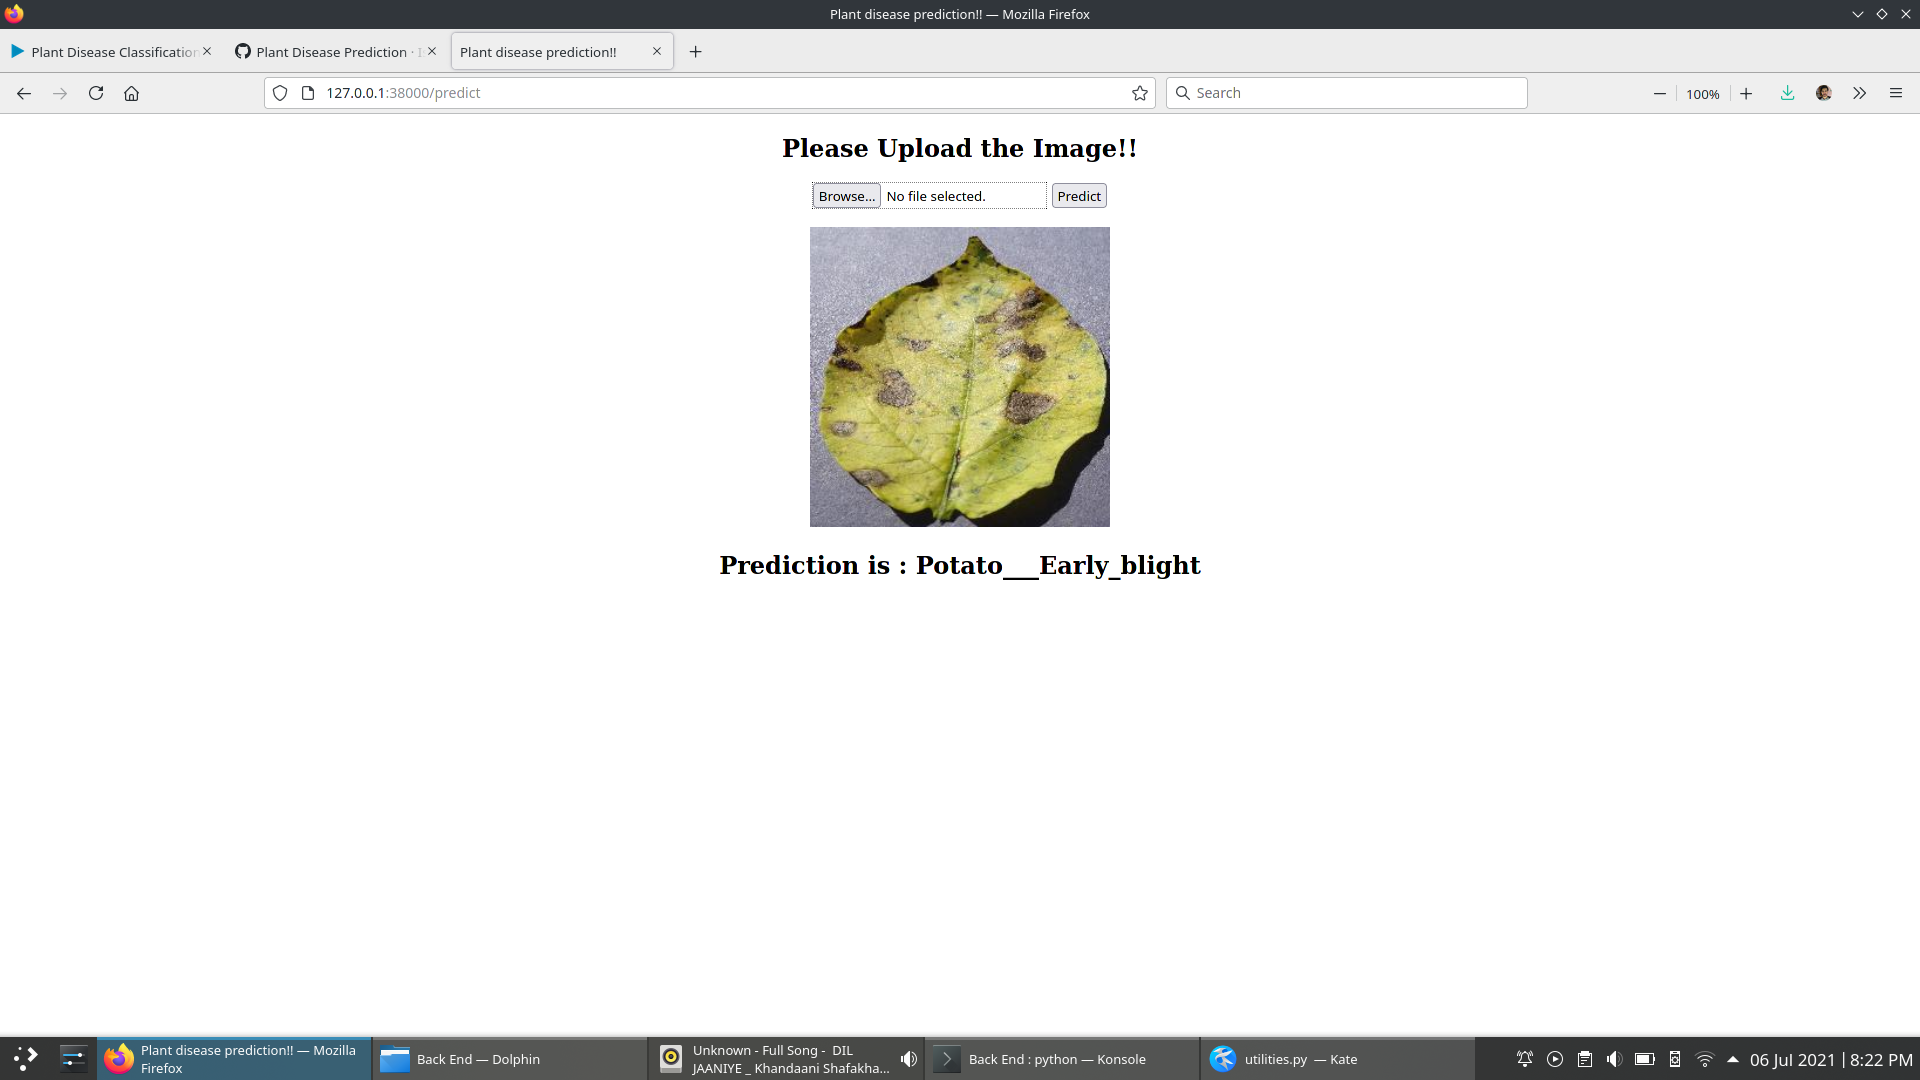 Plant disease prediction!! — Mozilla Firefox
Plant Disease Classification
Plant Disease Prediction ·
Plant disease prediction!!
127.0.0.1:38000/predict
Search
100%
Please Upload the Image!!
Browse... No file selected. Predict
Prediction is : Potato___Early_blight
Plant disease prediction!! — Mozilla
Firefox
Back End — Dolphin
Unknown - Full Song - DIL
JAANIYE _ Khandaani Shafakha...
Back End : python — Konsole
utilities.py — Kate
06 Jul 2021 | 8:22 PM